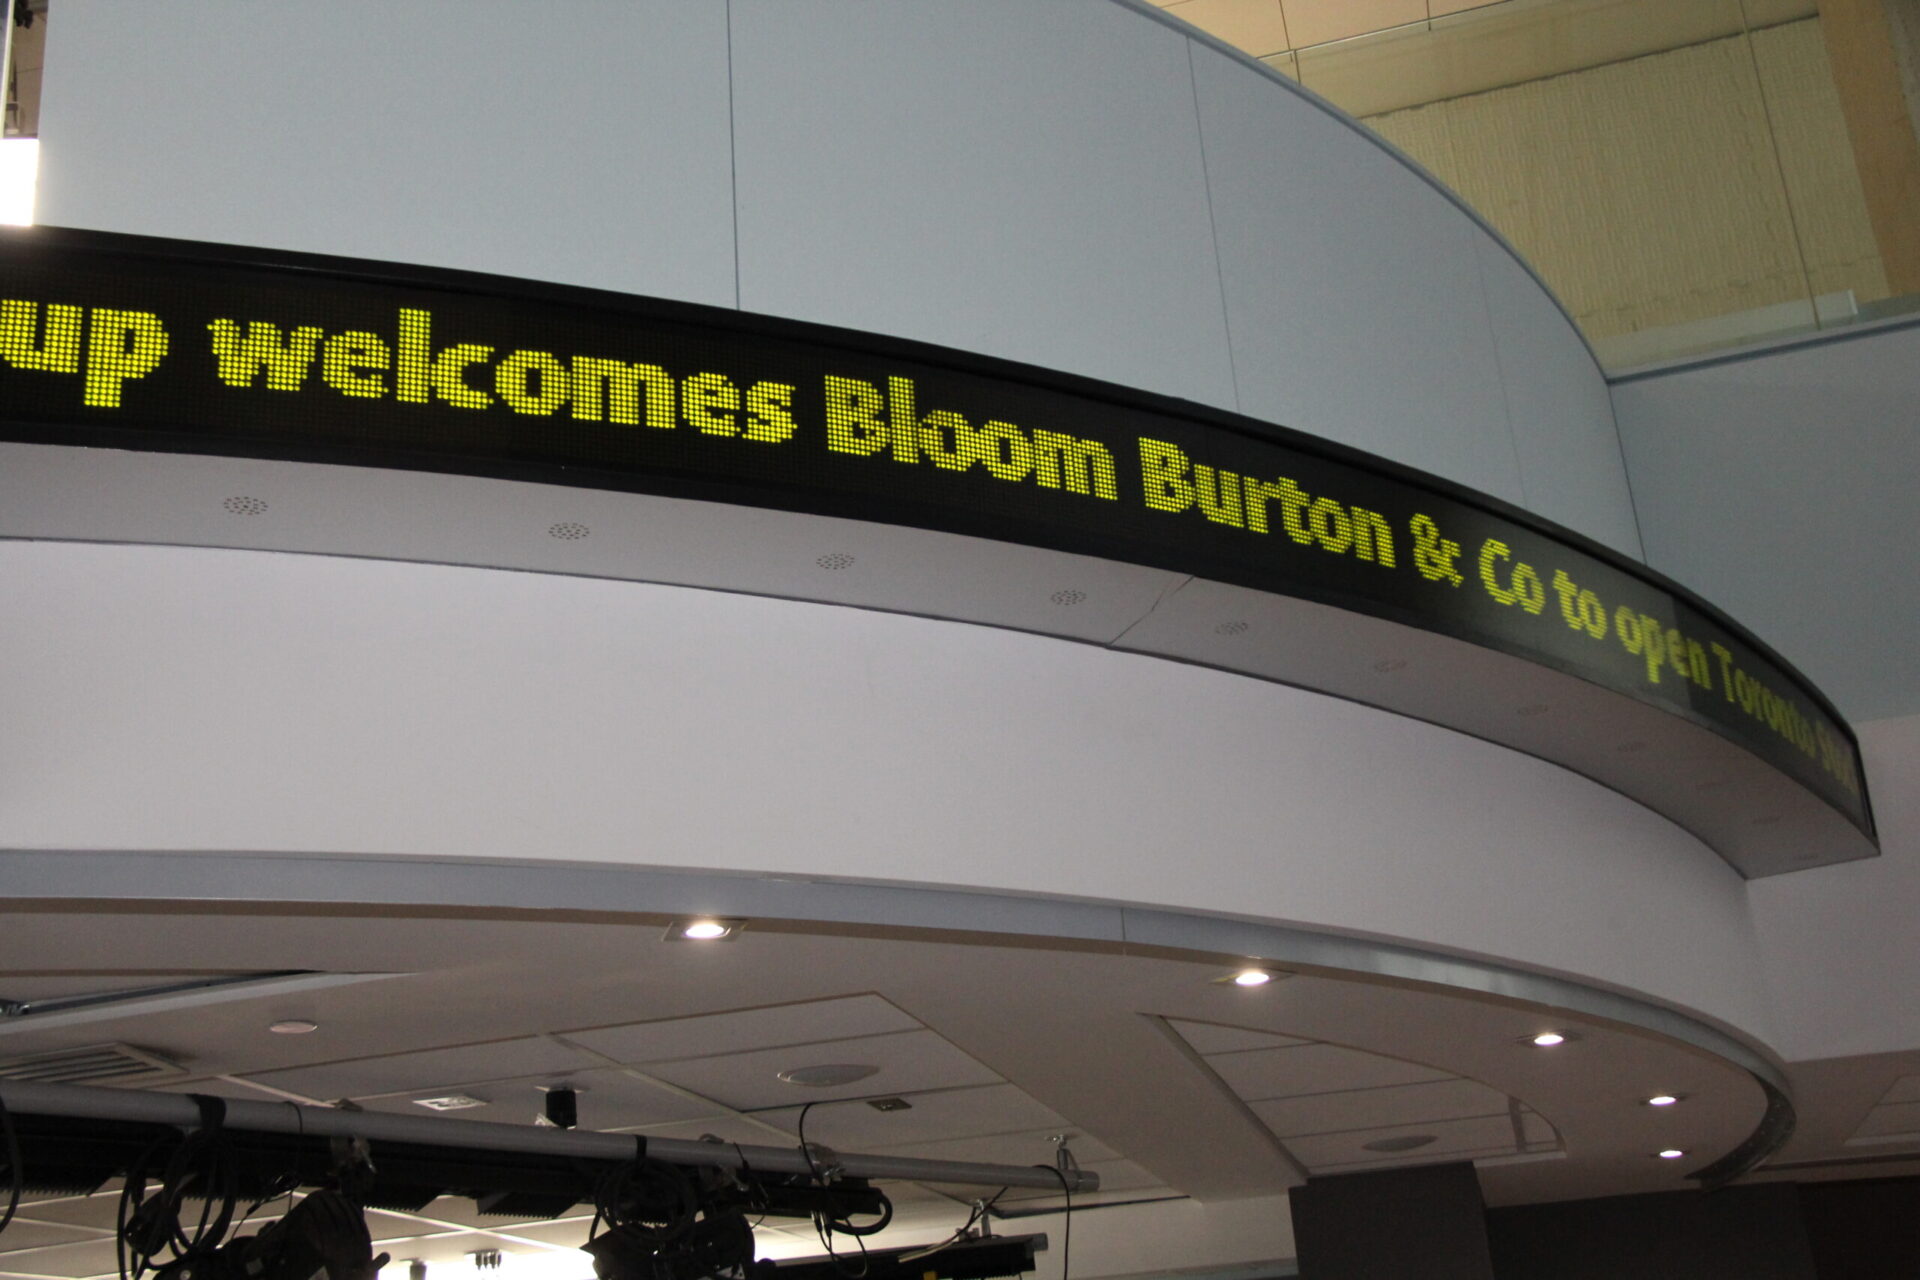 up welcomes Bloom Burton & Co to open Toronto